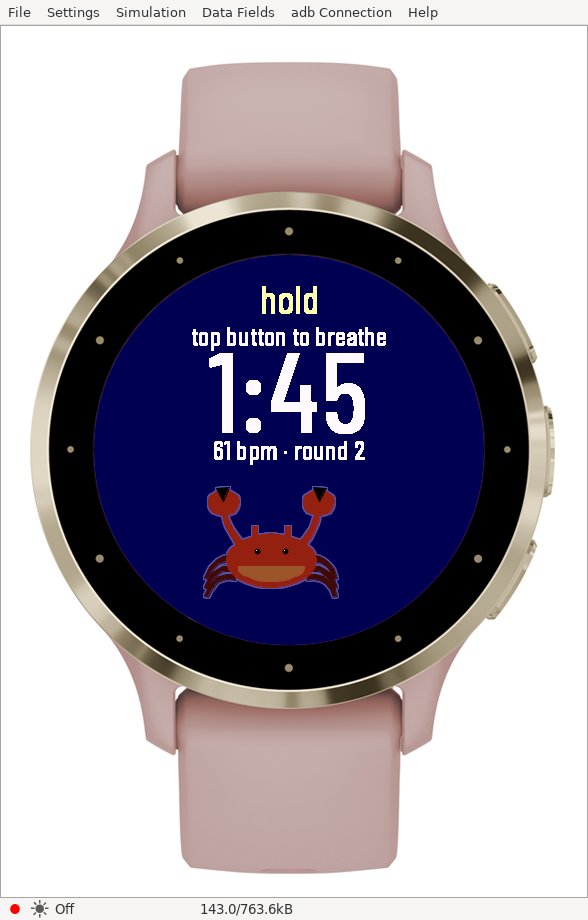 File Settings Simulation Data Fields adb Connection Help
hold
top button to breathe
1:45
61 bpm · round 2
Off 143.0/763.6kB